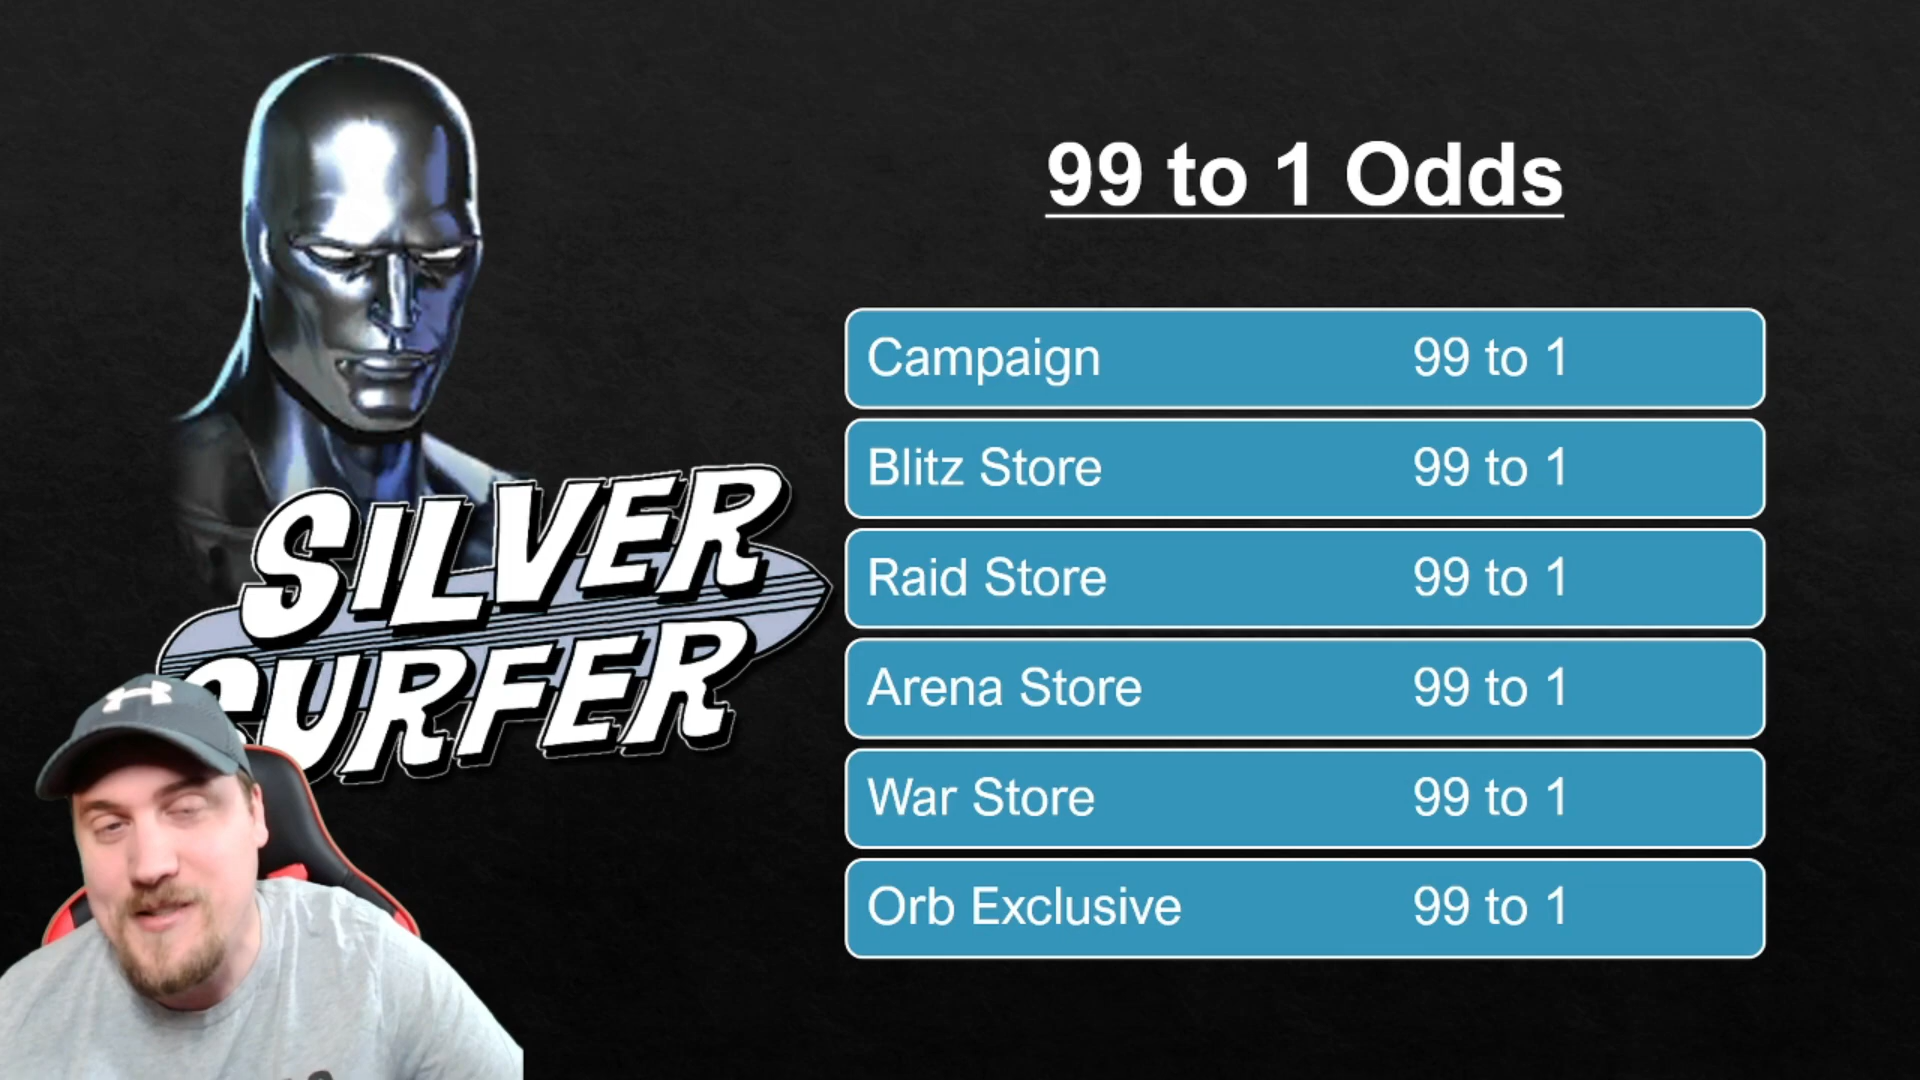 99 to 1 Odds
SILVER
SURFER
Campaign 99 to 1
Blitz Store 99 to 1
Raid Store 99 to 1
Arena Store 99 to 1
War Store 99 to 1
Orb Exclusive 99 to 1